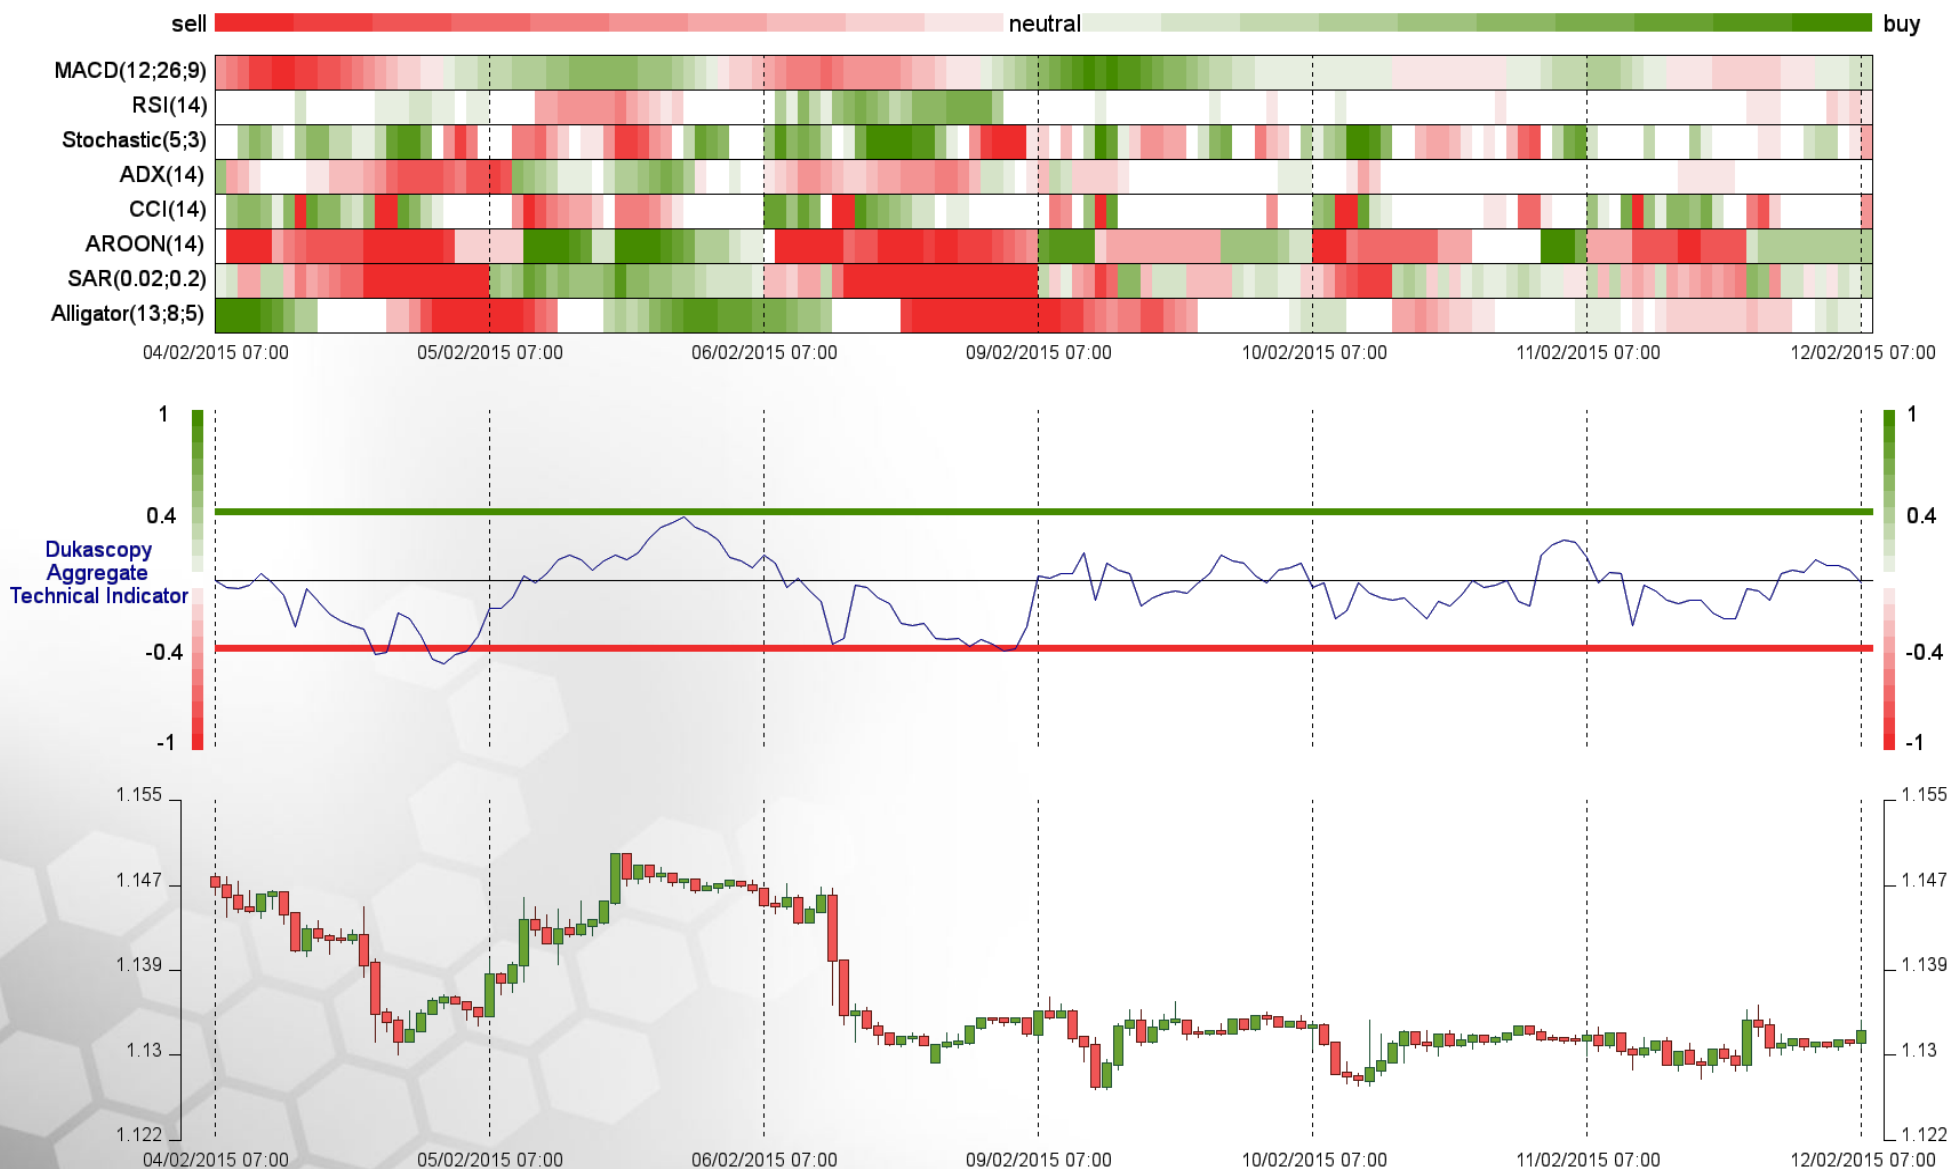 sell neutral buy
MACD(12;26;9)
RSI(14)
Stochastic(5;3)
ADX(14)
CCI(14)
AROON(14)
SAR(0.02;0.2)
Alligator(13;8;5)
04/02/2015 07:00 05/02/2015 07:00 06/02/2015 07:00 09/02/2015 07:00 10/02/2015 07:00 11/02/2015 07:00 12/02/2015 07:00
1 1
0.4 0.4
Dukascopy
Aggregate
Technical Indicator
-0.4 -0.4
-1 -1
1.155 1.155
1.147 1.147
1.139 1.139
1.13 1.13
1.122 1.122
04/02/2015 07:00 05/02/2015 07:00 06/02/2015 07:00 09/02/2015 07:00 10/02/2015 07:00 11/02/2015 07:00 12/02/2015 07:00